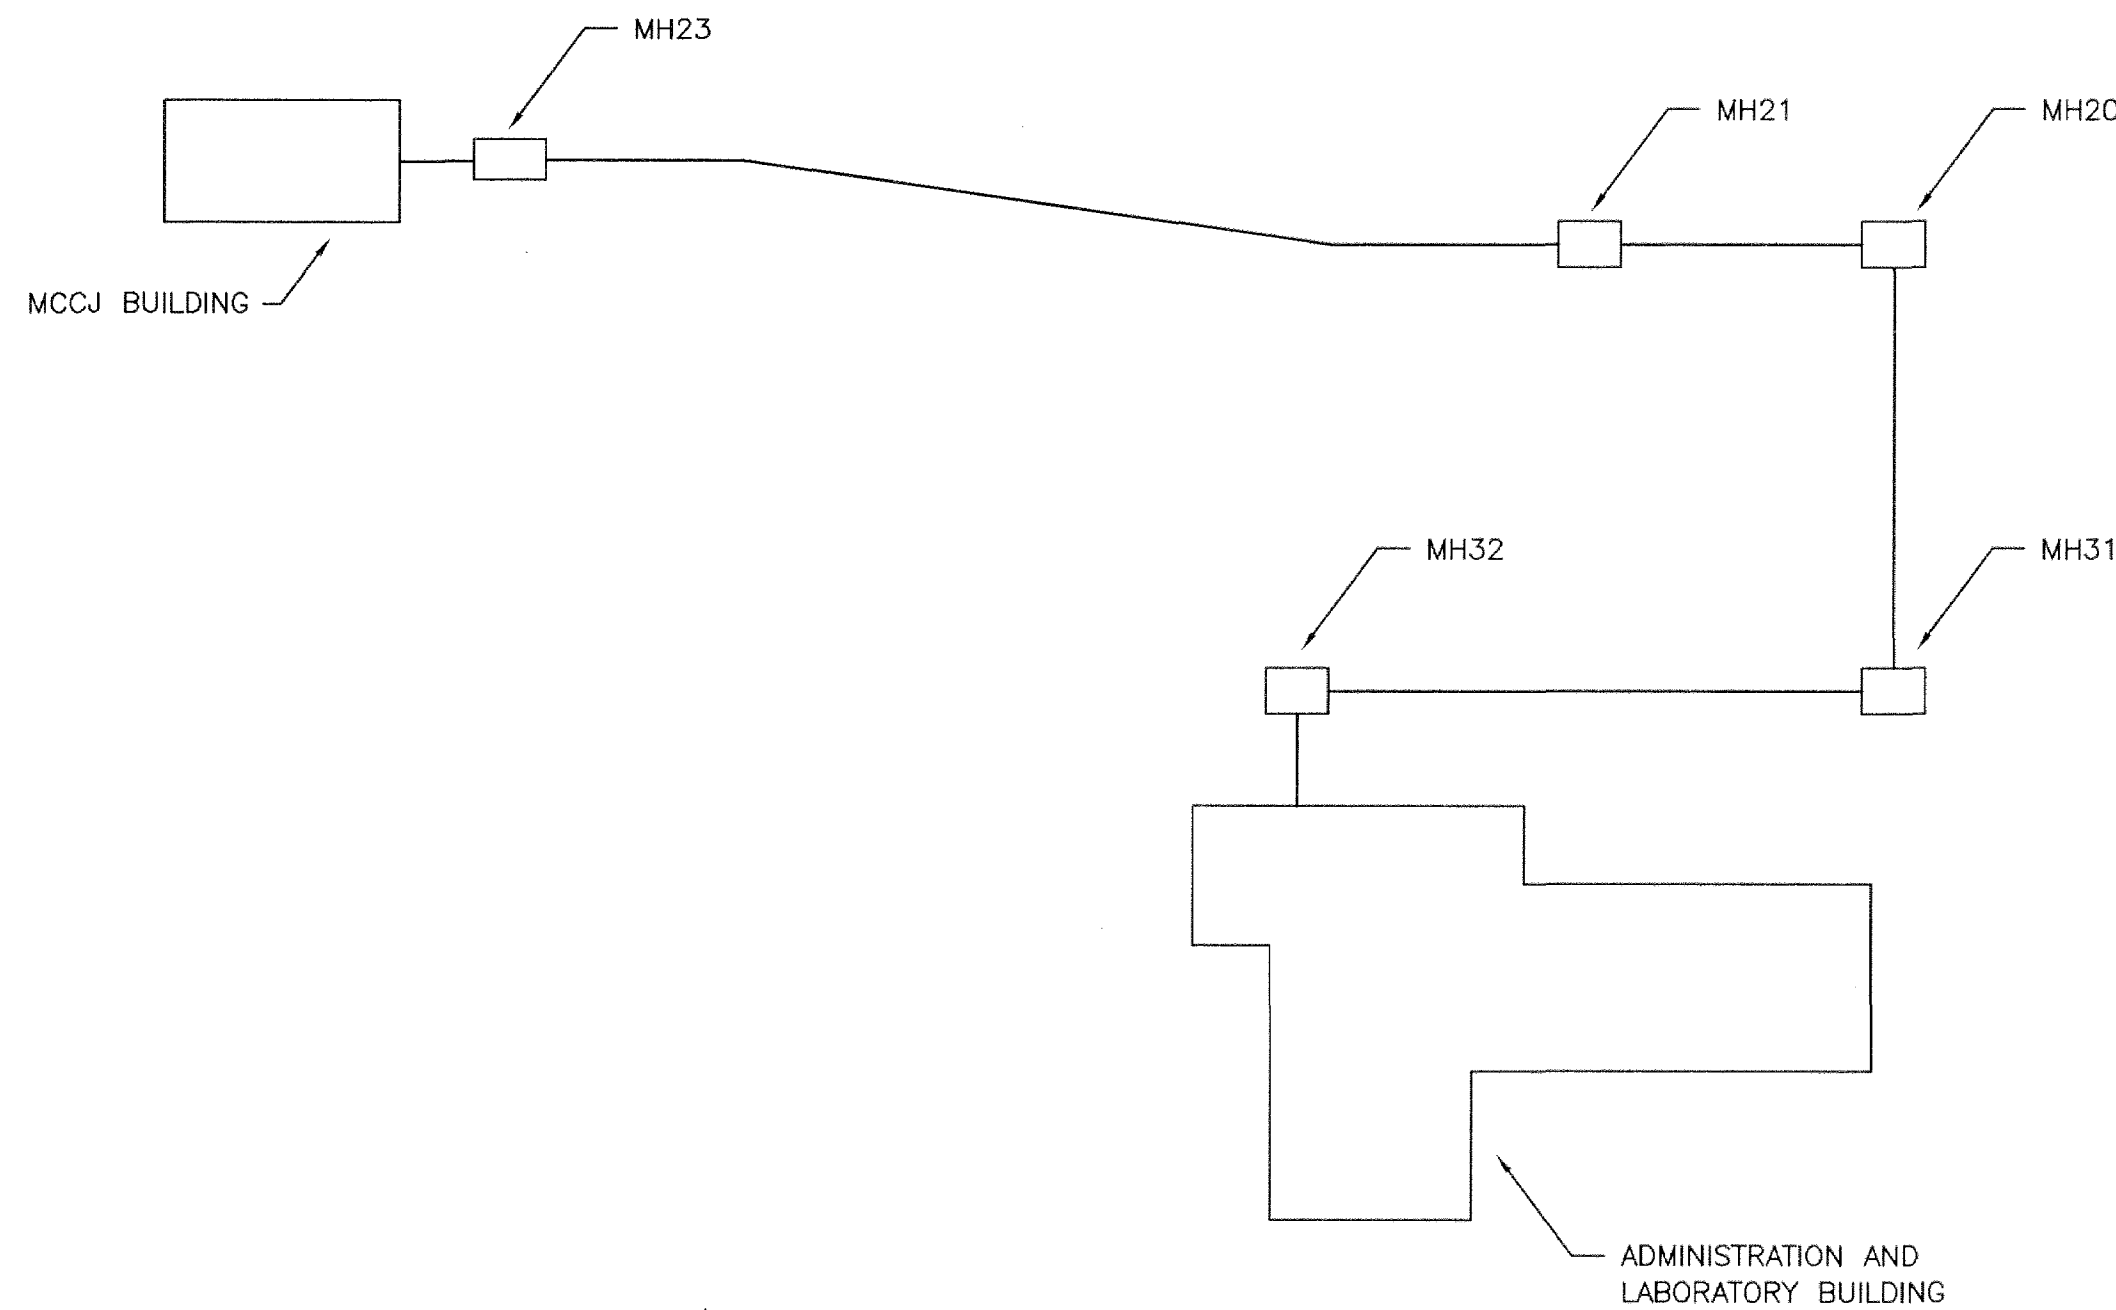 MH23
MH21
MH20
MCCJ BUILDING
MH32
MH31
ADMINISTRATION AND
LABORATORY BUILDING